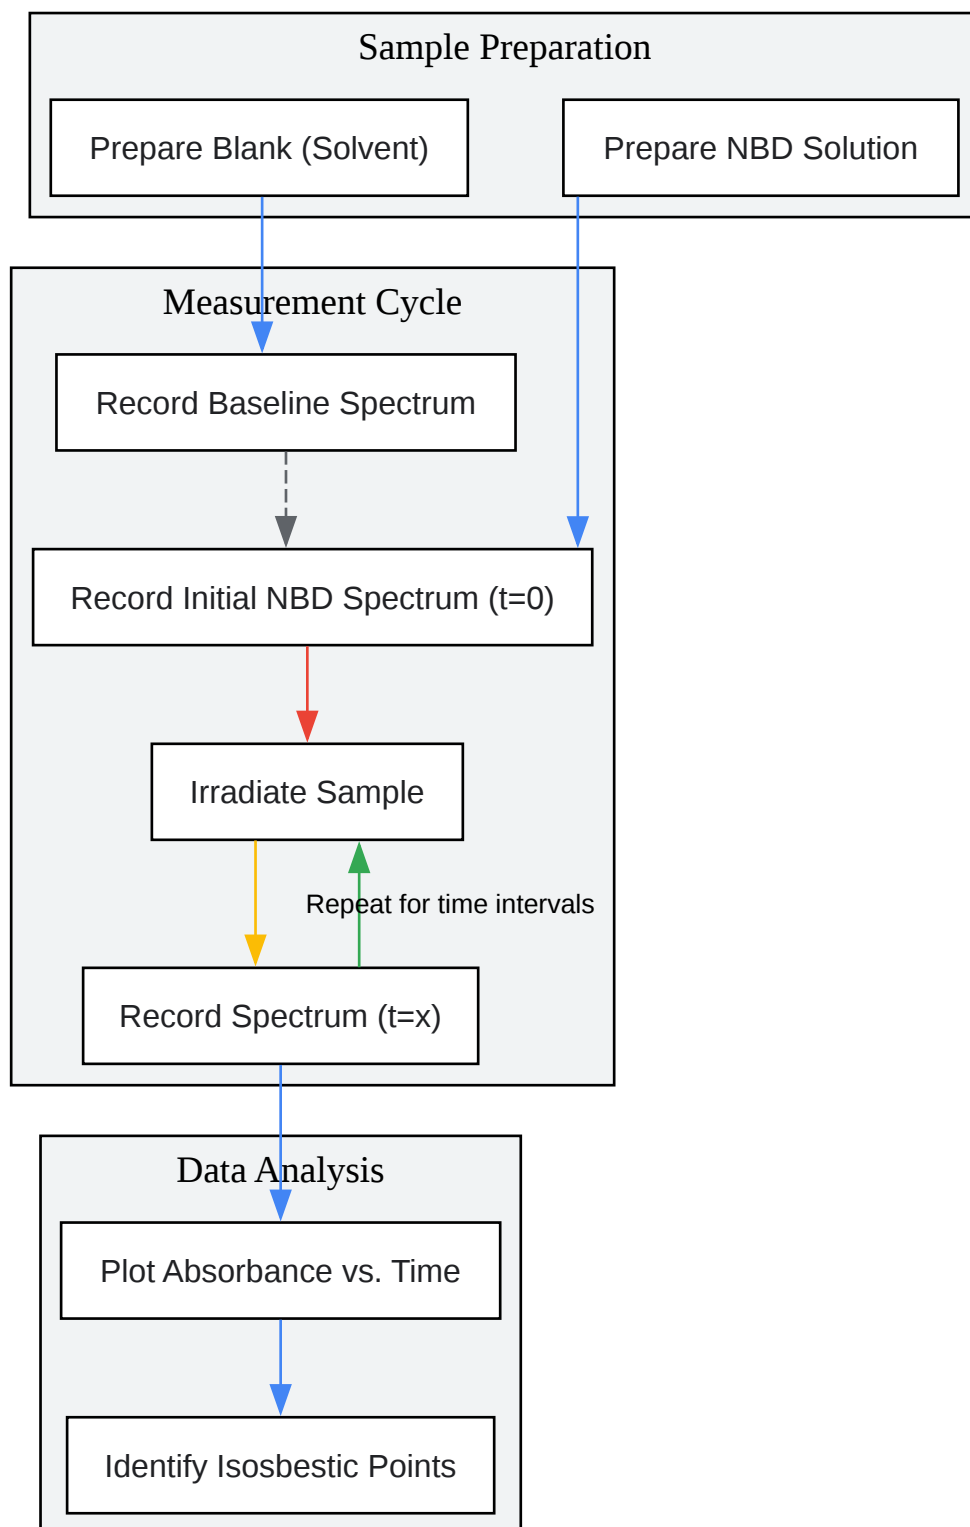 Sample Preparation
Prepare Blank (Solvent)
Prepare NBD Solution
Measurement Cycle
Record Baseline Spectrum
Record Initial NBD Spectrum (t=0)
Irradiate Sample
Repeat for time intervals
Record Spectrum (t=x)
Data Analysis
Plot Absorbance vs. Time
Identify Isosbestic Points